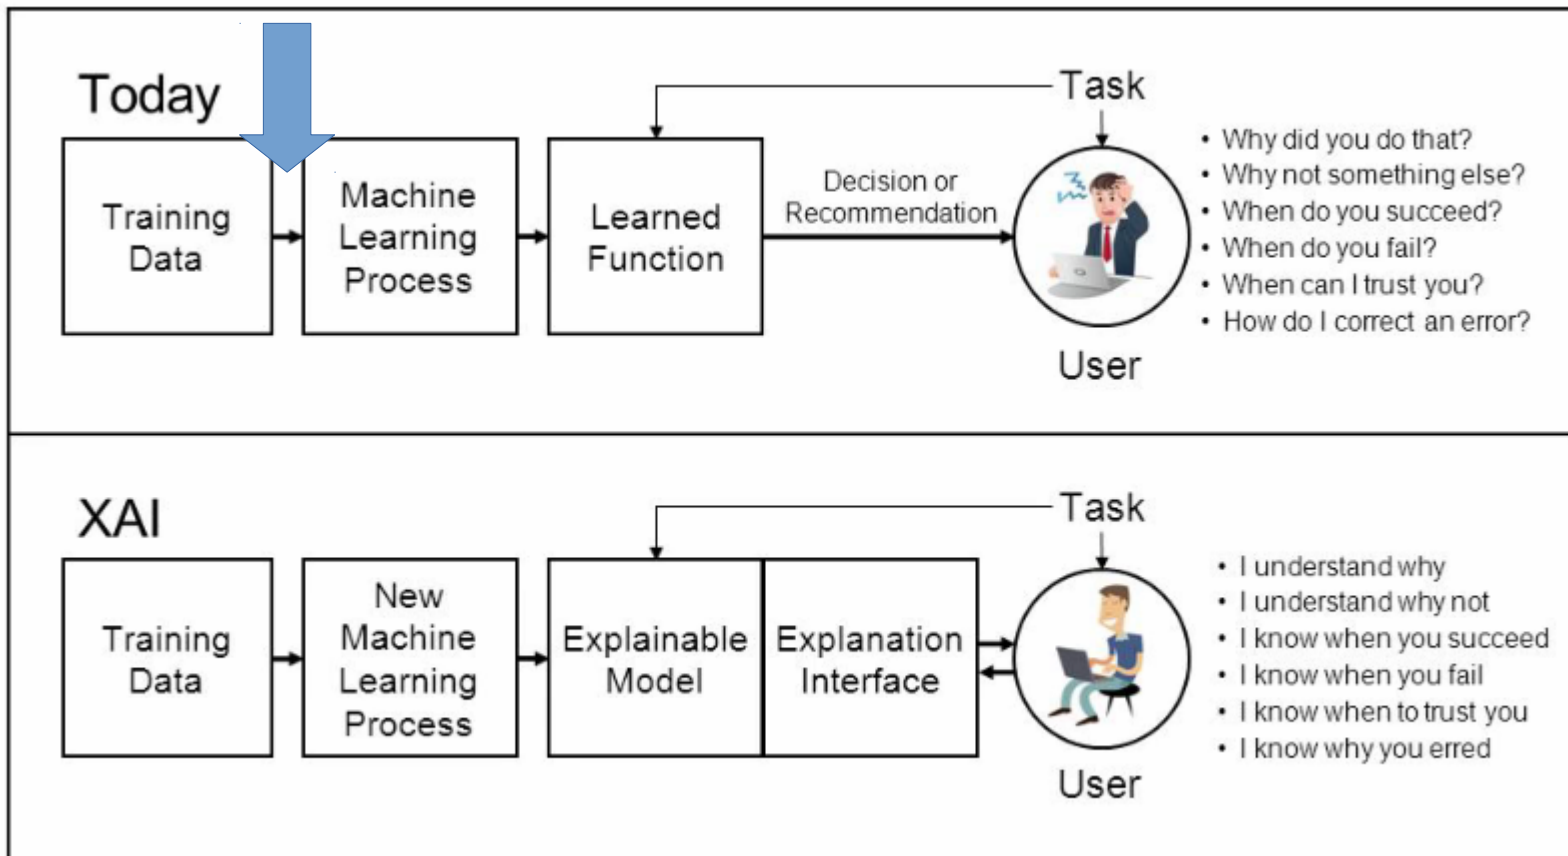 Today
Training
Data
Machine
Learning
Process
Learned
Function
Decision or
Recommendation
Task
User
• Why did you do that?
• Why not something else?
• When do you succeed?
• When do you fail?
• When can I trust you?
• How do I correct an error?
XAI
Training
Data
New
Machine
Learning
Process
Explainable
Model
Explanation
Interface
Task
User
• I understand why
• I understand why not
• I know when you succeed
• I know when you fail
• I know when to trust you
• I know why you erred